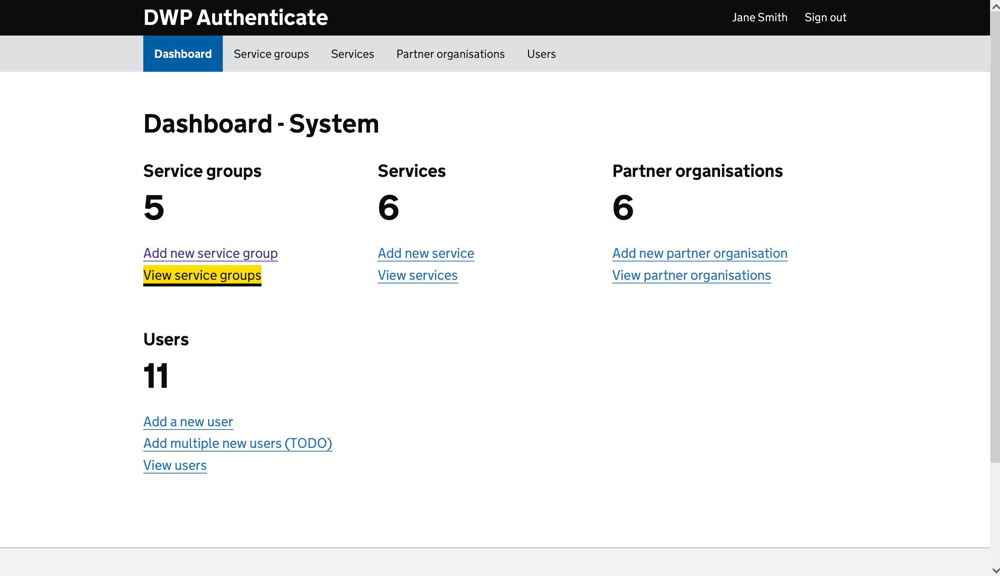 DWP Authenticate
Jane Smith
Sign out
Dashboard
Service groups
Services
Partner organisations
Users
Dashboard - System
Service groups
5
Add new service group
View service groups
Services
6
Add new service
View services
Partner organisations
6
Add new partner organisation
View partner organisations
Users
11
Add a new user
Add multiple new users (TODO)
View users